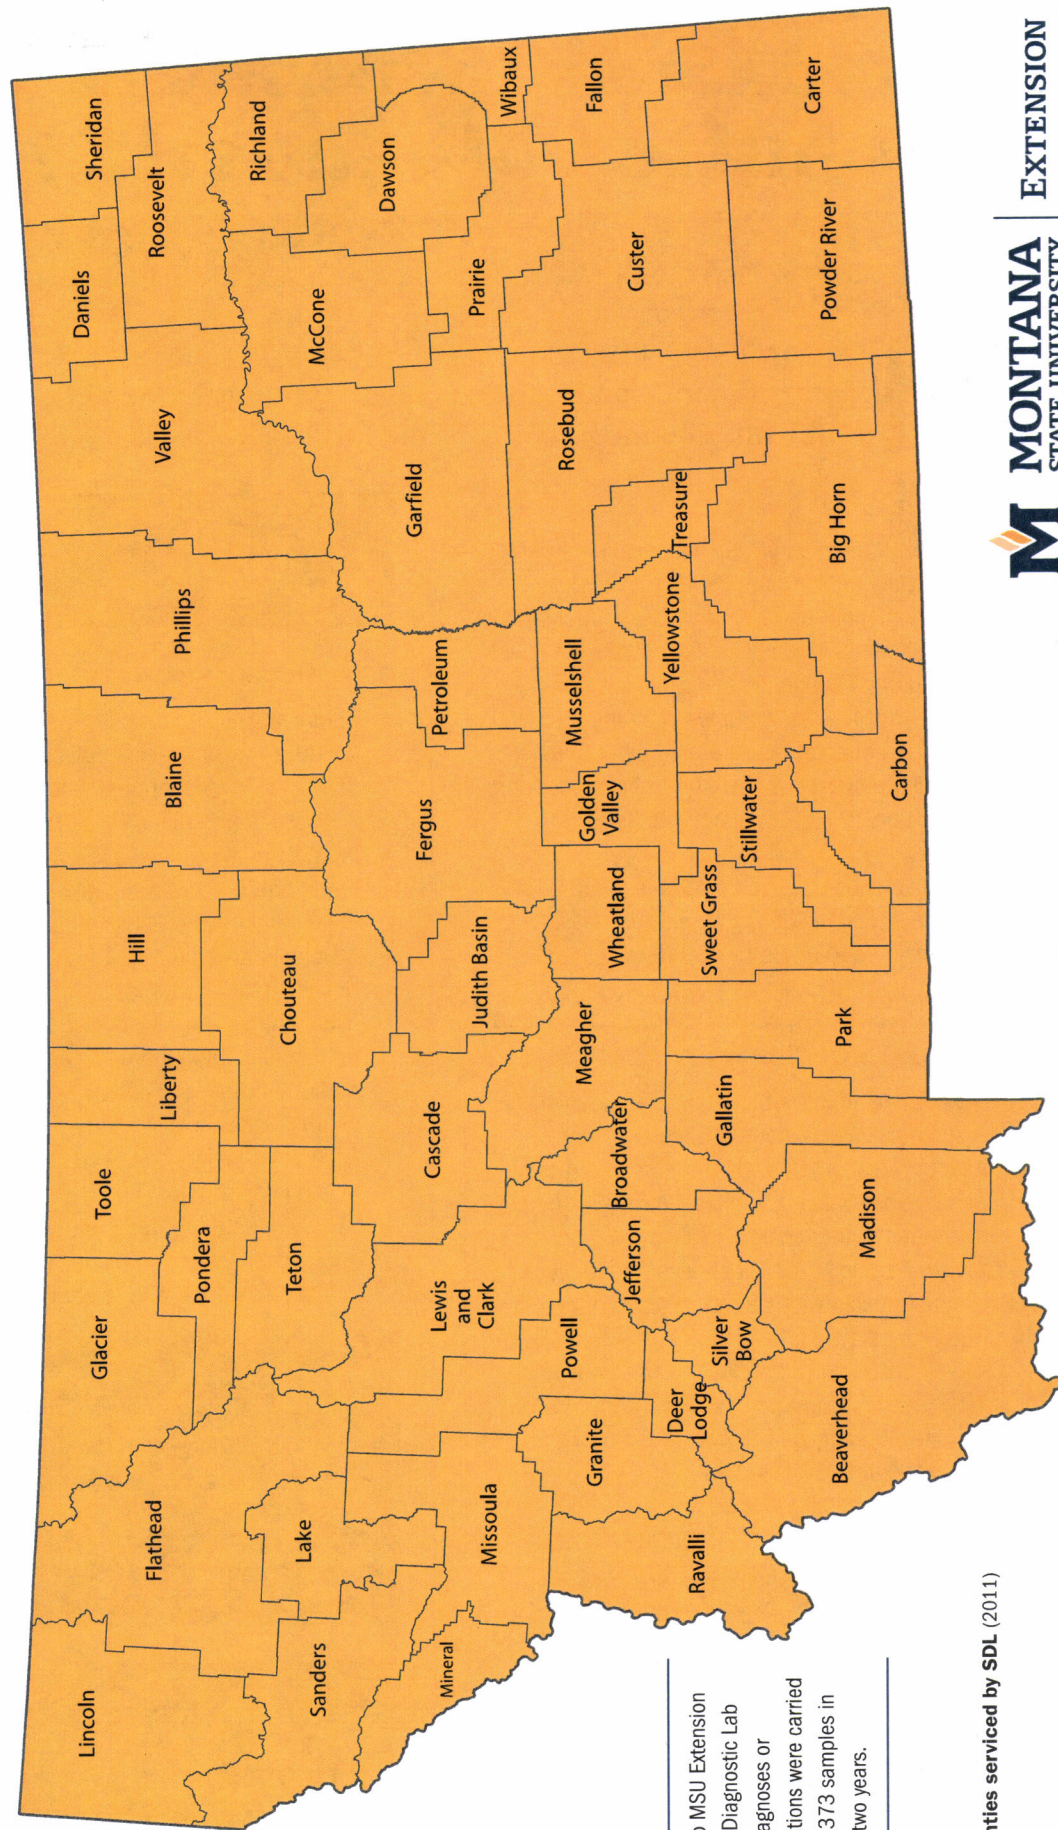 Lincoln
Flathead
Glacier
Toole
Liberty
Hill
Blaine
Phillips
Valley
Daniels
Sheridan
Roosevelt
Sanders
Lake
Pondera
Teton
Chouteau
Richland
McCone
Dawson
Mineral
Missoula
Lewis
and
Clark
Cascade
Judith Basin
Fergus
Petroleum
Garfield
Prairie
Wibaux
Powell
Granite
Jefferson
Broadwater
Meagher
Wheatland
Golden
Valley
Musselshell
Rosebud
Treasure
Custer
Fallon
Ravalli
Deer
Lodge
Silver
Bow
Gallatin
Sweet Grass
Stillwater
Yellowstone
Beaverhead
Madison
Park
Carbon
Big Horn
Powder River
Carter
MSU Extension
Diagnostic Lab
or
were carried
373 samples in
two years.
serviced by SDL (2011)
M MONTANA
STATE UNIVERSITY
EXTENSION